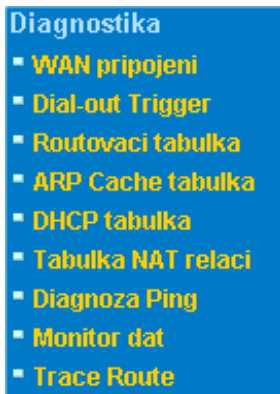 Diagnostika
WAN pripojeni
Dial-out Trigger
Routovaci tabulka
ARP Cache tabulka
DHCP tabulka
Tabulka NAT relaci
Diagnoza Ping
Monitor dat
Trace Route